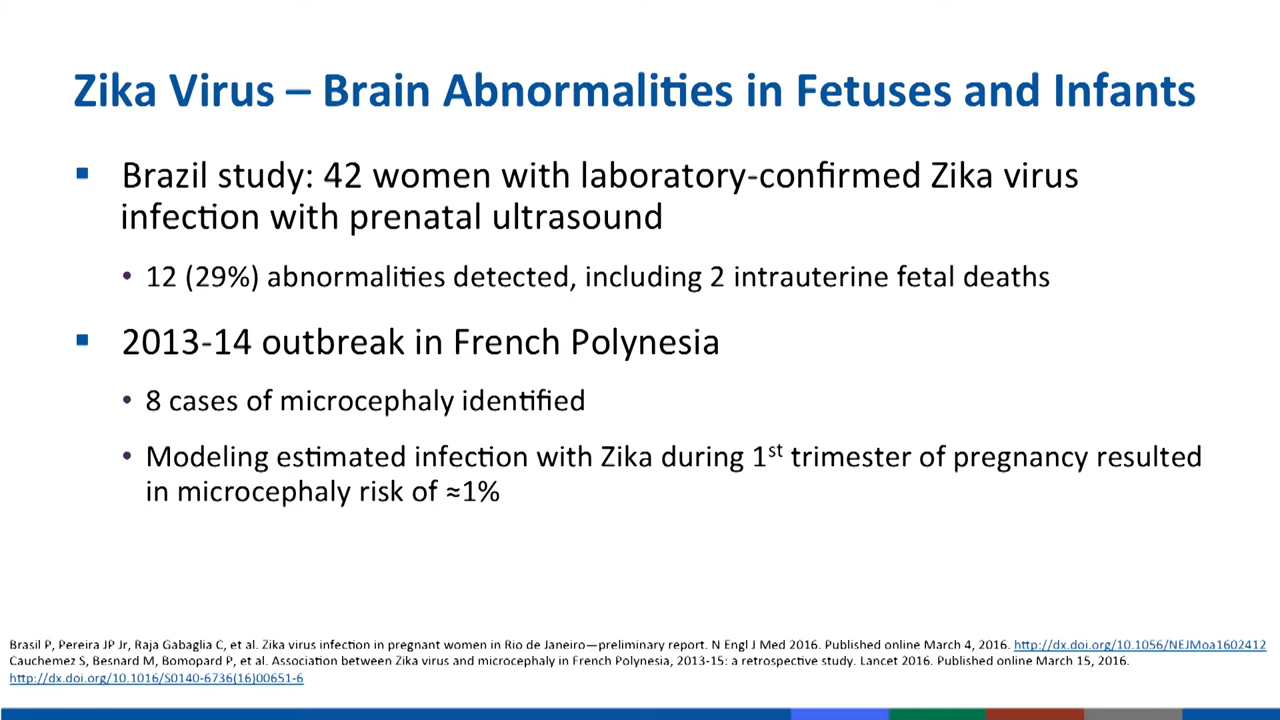 Zika Virus – Brain Abnormalities in Fetuses and Infants
▪ Brazil study: 42 women with laboratory-confirmed Zika virus
infection with prenatal ultrasound
• 12 (29%) abnormalities detected, including 2 intrauterine fetal deaths
▪ 2013-14 outbreak in French Polynesia
• 8 cases of microcephaly identified
• Modeling estimated infection with Zika during 1st trimester of pregnancy resulted
in microcephaly risk of ≈1%
Brasil P, Pereira JP Jr, Raja Gabaglia C, et al. Zika virus infection in pregnant women in Rio de Janeiro—preliminary report. N Engl J Med 2016. Published online March 4, 2016. http://dx.doi.org/10.1056/NEJMoa1602412
Cauchemez S, Besnard M, Bomopard P, et al. Association between Zika virus and microcephaly in French Polynesia, 2013-15: a retrospective study. Lancet 2016. Published online March 15, 2016.
http://dx.doi.org/10.1016/S0140-6736(16)00651-6